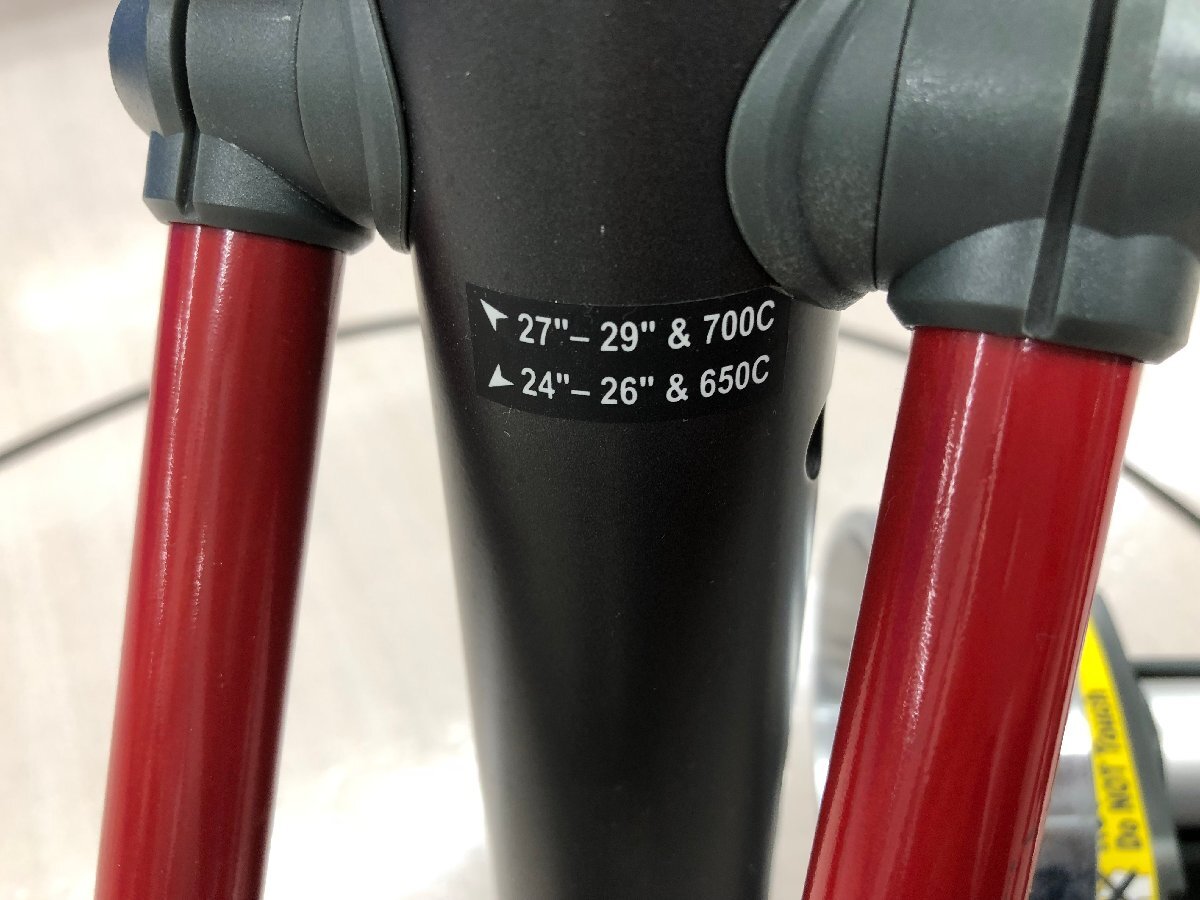 27"– 29" & 700C
24"– 26" & 650C
Do NOT Touch